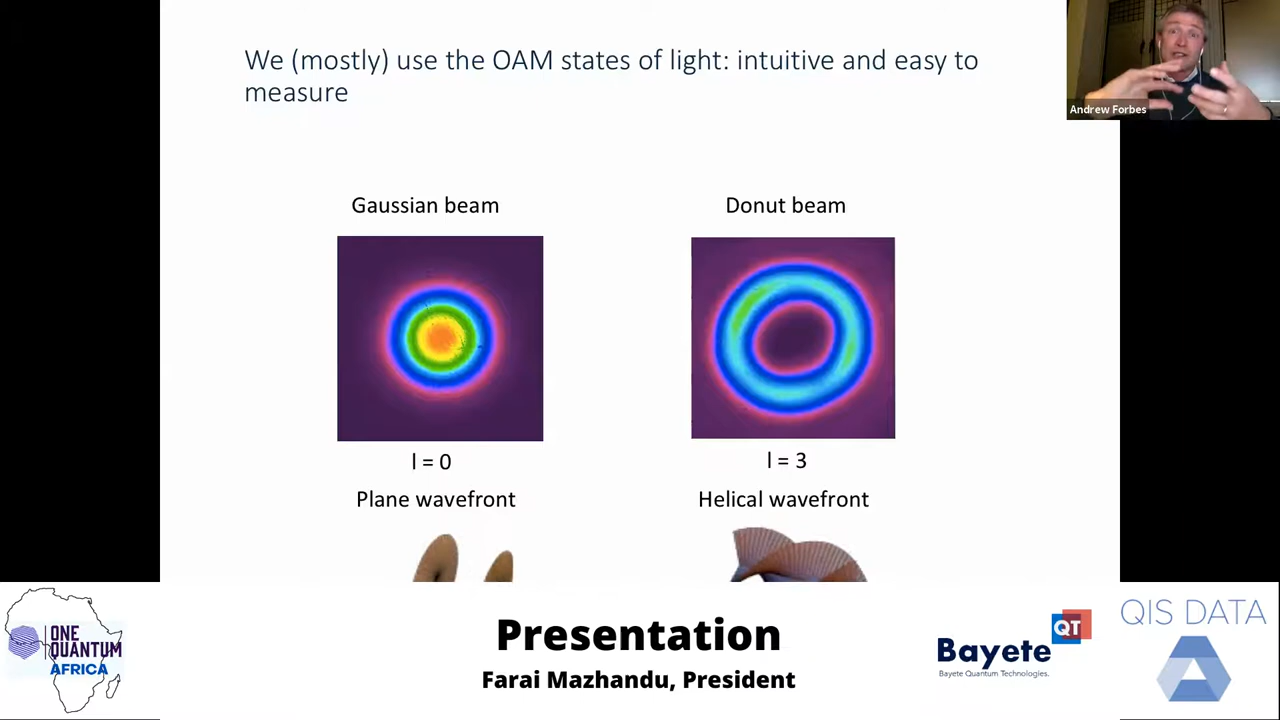 We (mostly) use the OAM states of light: intuitive and easy to
measure
Andrew Forbes
Gaussian beam
Donut beam
l = 0
l = 3
Plane wavefront
Helical wavefront
ONE
QUANTUM
AFRICA
Presentation
Farai Mazhandu, President
Bayete
QT
Bayete Quantum Technologies.
QIS DATA